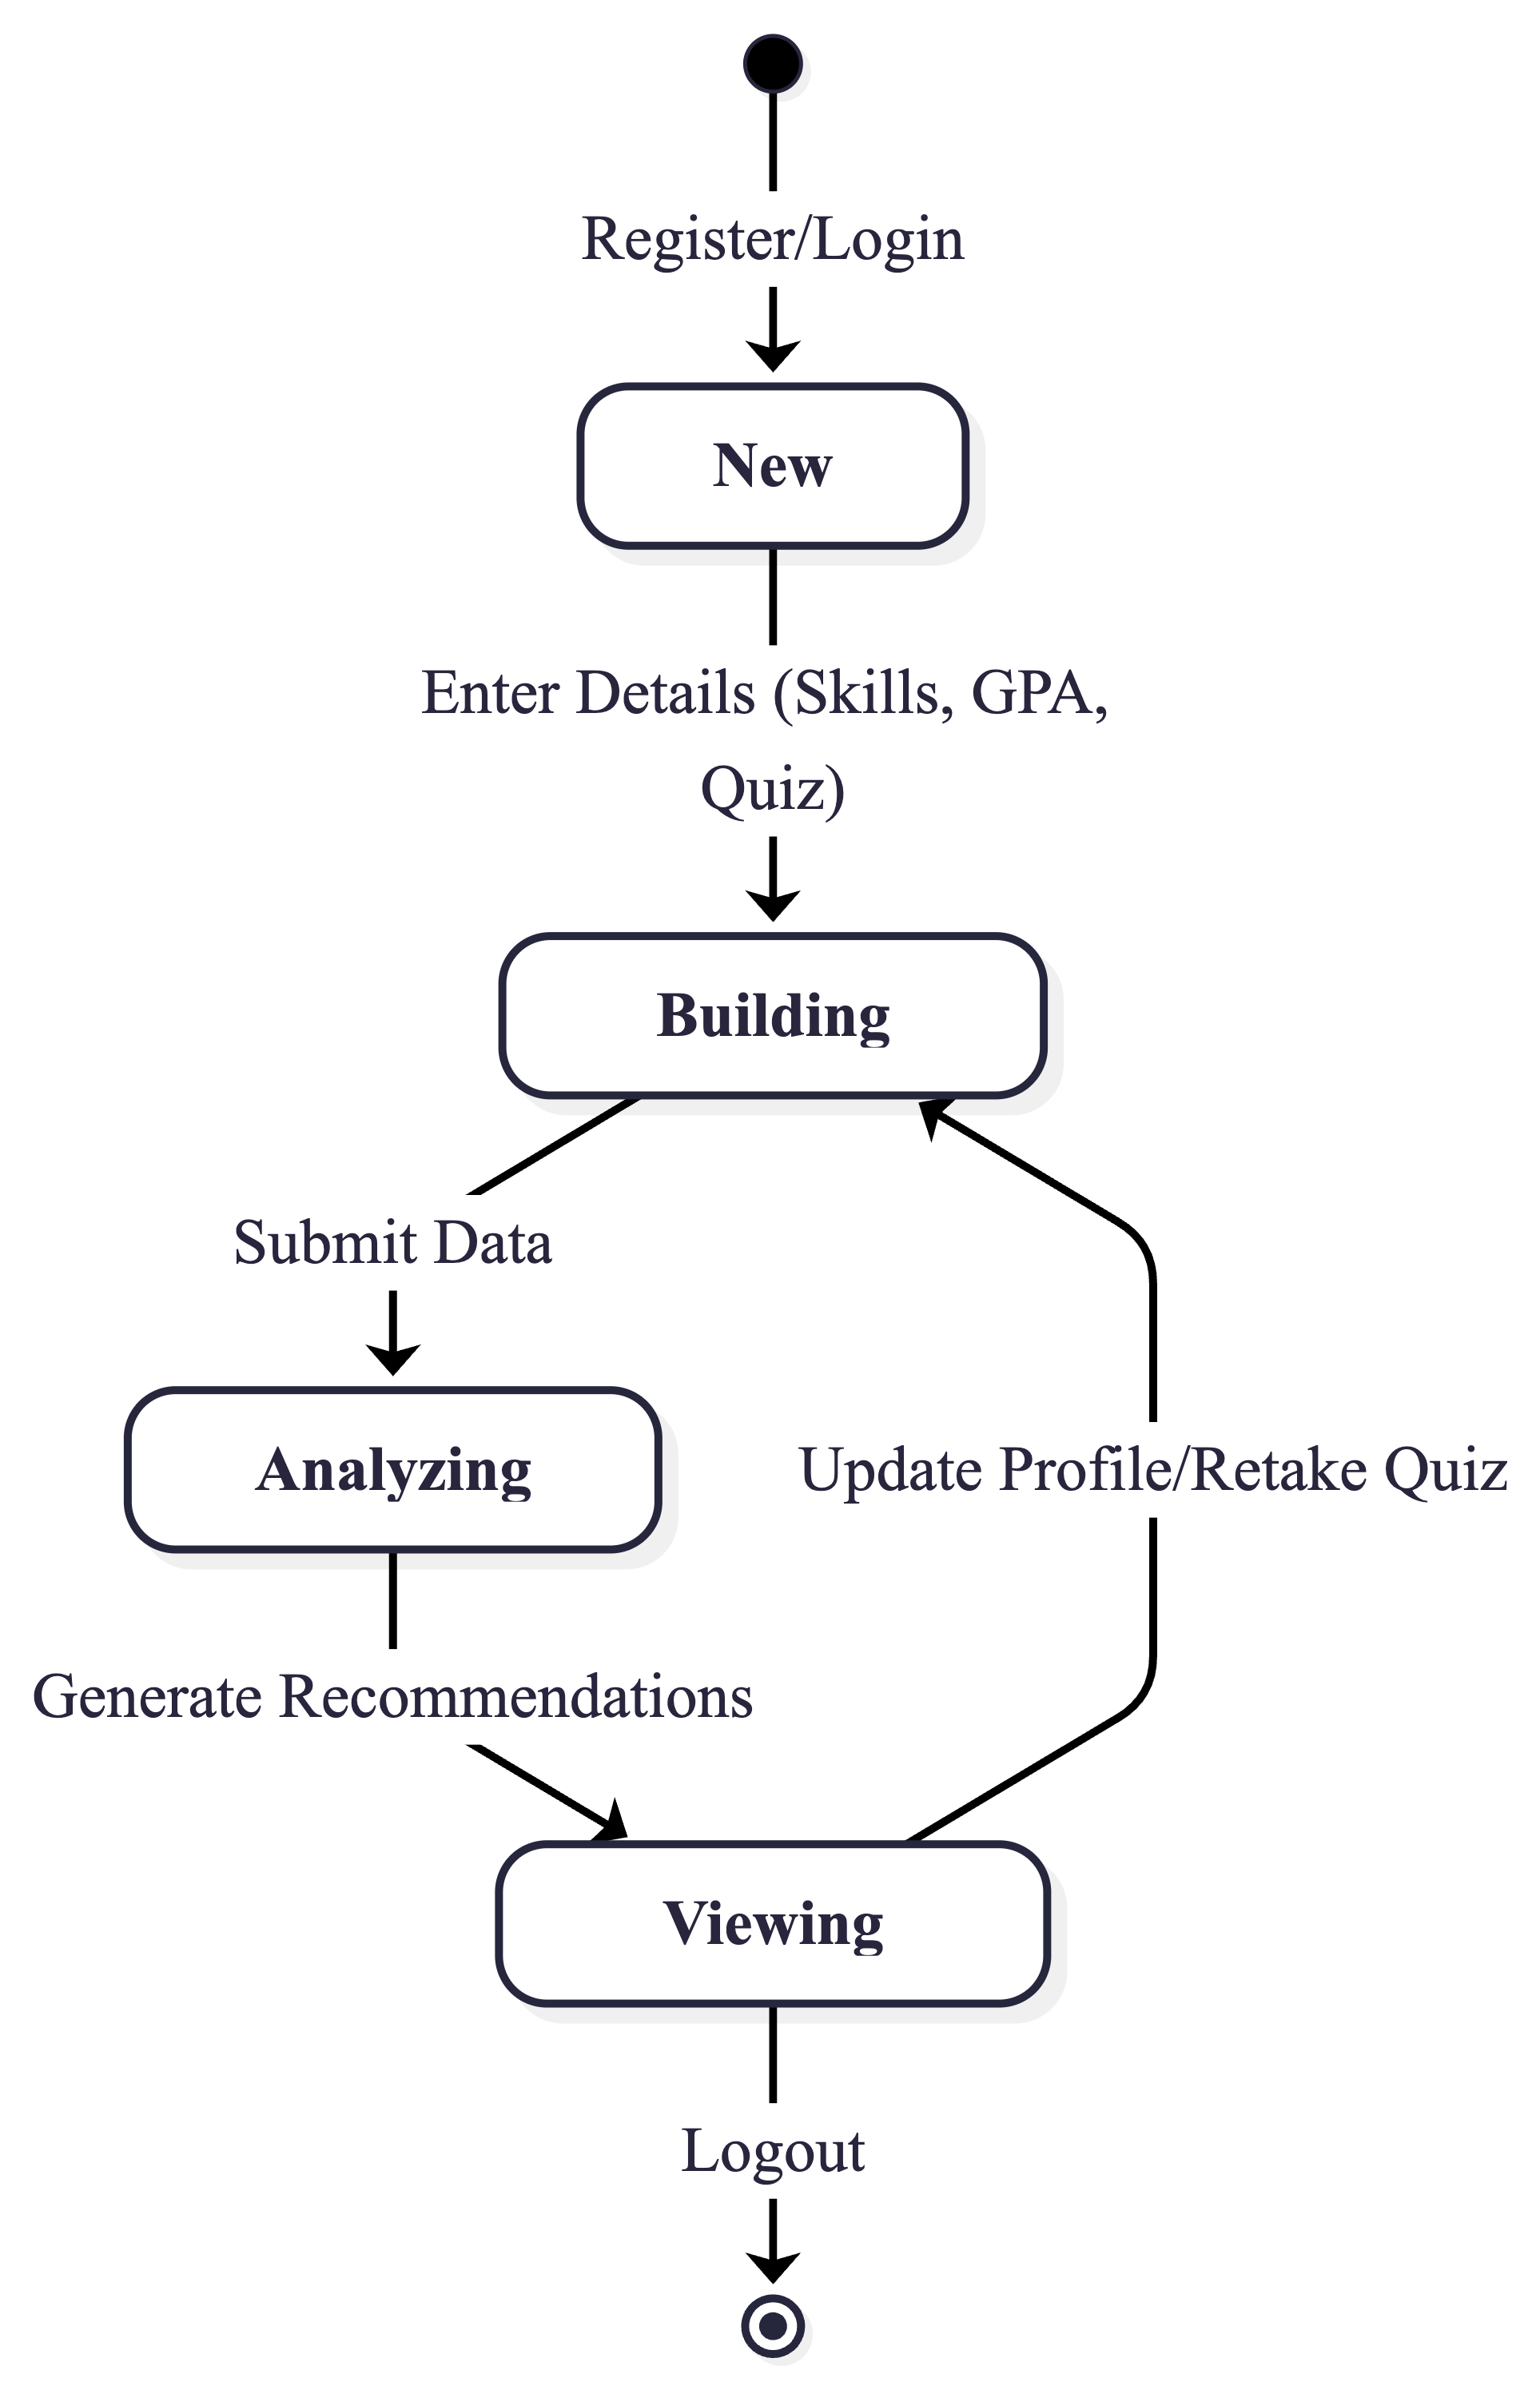 Register/Login
New
Enter Details (Skills, GPA,
Quiz)
Building
Submit Data
Analyzing
Update Profile/Retake Quiz
Generate Recommendations
Viewing
Logout